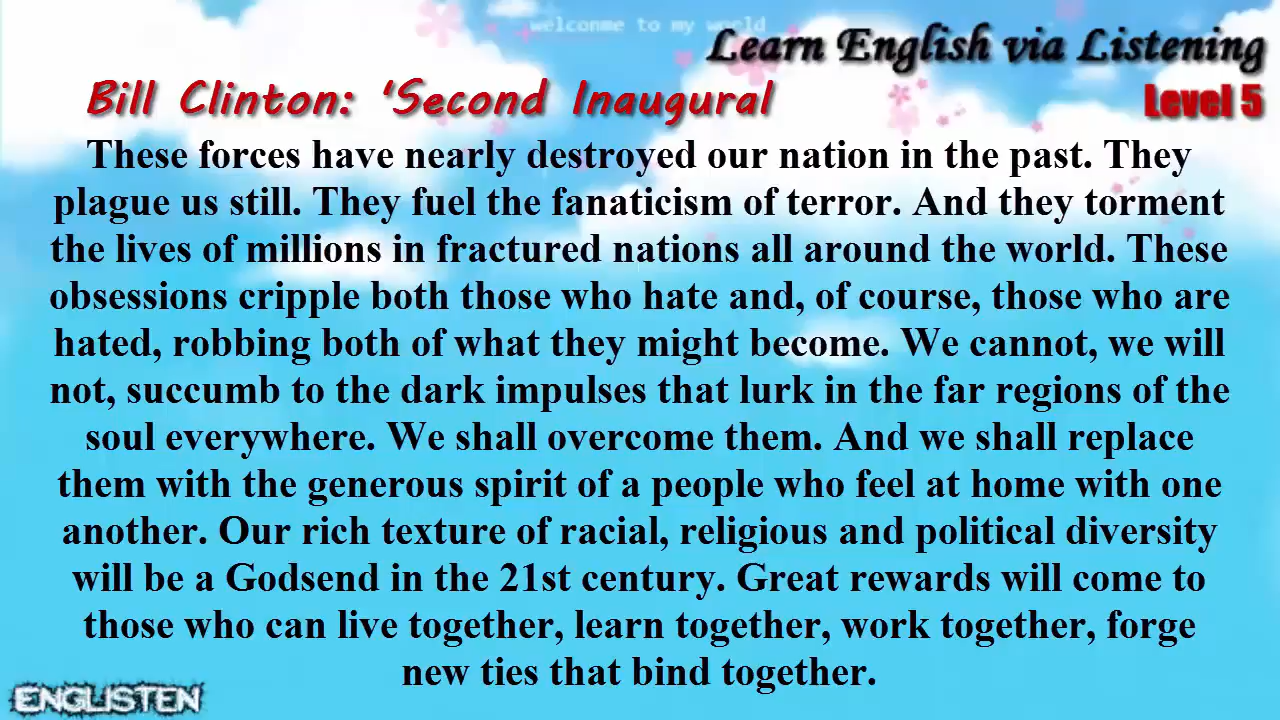 welconme to my world
Learn English via Listening
Bill Clinton: 'Second Inaugural
Level 5
These forces have nearly destroyed our nation in the past. They
plague us still. They fuel the fanaticism of terror. And they torment
the lives of millions in fractured nations all around the world. These
obsessions cripple both those who hate and, of course, those who are
hated, robbing both of what they might become. We cannot, we will
not, succumb to the dark impulses that lurk in the far regions of the
soul everywhere. We shall overcome them. And we shall replace
them with the generous spirit of a people who feel at home with one
another. Our rich texture of racial, religious and political diversity
will be a Godsend in the 21st century. Great rewards will come to
those who can live together, learn together, work together, forge
new ties that bind together.
ENGLISTEN